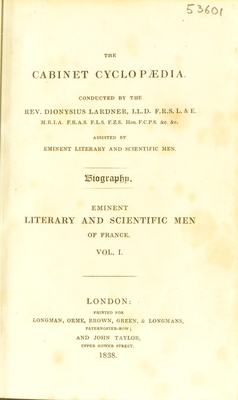 53601
THE
CABINET CYCLOPÆDIA.
CONDUCTED BY THE
REV. DIONYSIUS LARDNER, LL.D. F.R.S. L. & E.
M.R.I.A. F.R.A.S. F.L.S. F.Z.S. Hon. F.C.P.S. &c. &c.
ASSISTED BY
EMINENT LITERARY AND SCIENTIFIC MEN.
Biography.
EMINENT
LITERARY AND SCIENTIFIC MEN
OF FRANCE.
VOL. I.
LONDON:
PRINTED FOR
LONGMAN, ORME, BROWN, GREEN, & LONGMANS,
PATERNOSTER-ROW;
AND JOHN TAYLOR,
UPPER GOWER STREET.
1838.